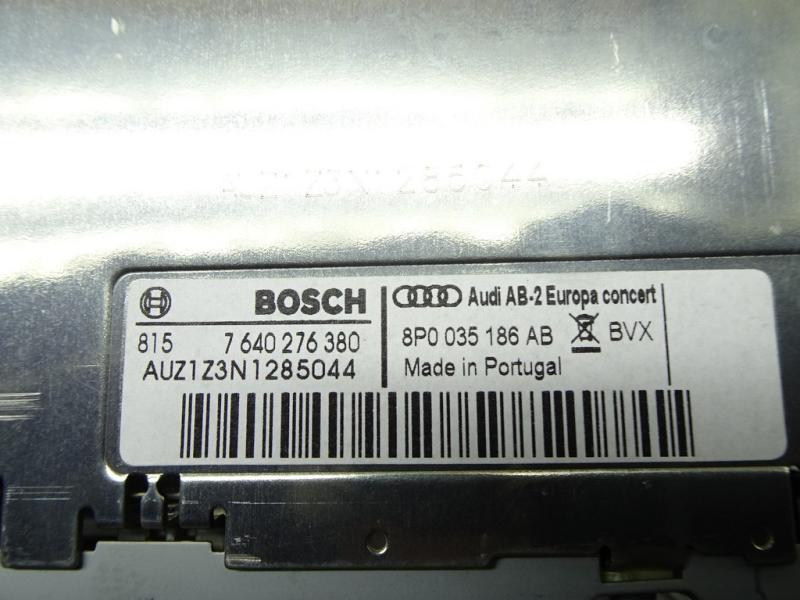 AUZ1Z3N1285044
BOSCH
815 7 640 276 380
AUZ1Z3N1285044
Audi AB-2 Europa concert
8P0 035 186 AB BVX
Made in Portugal